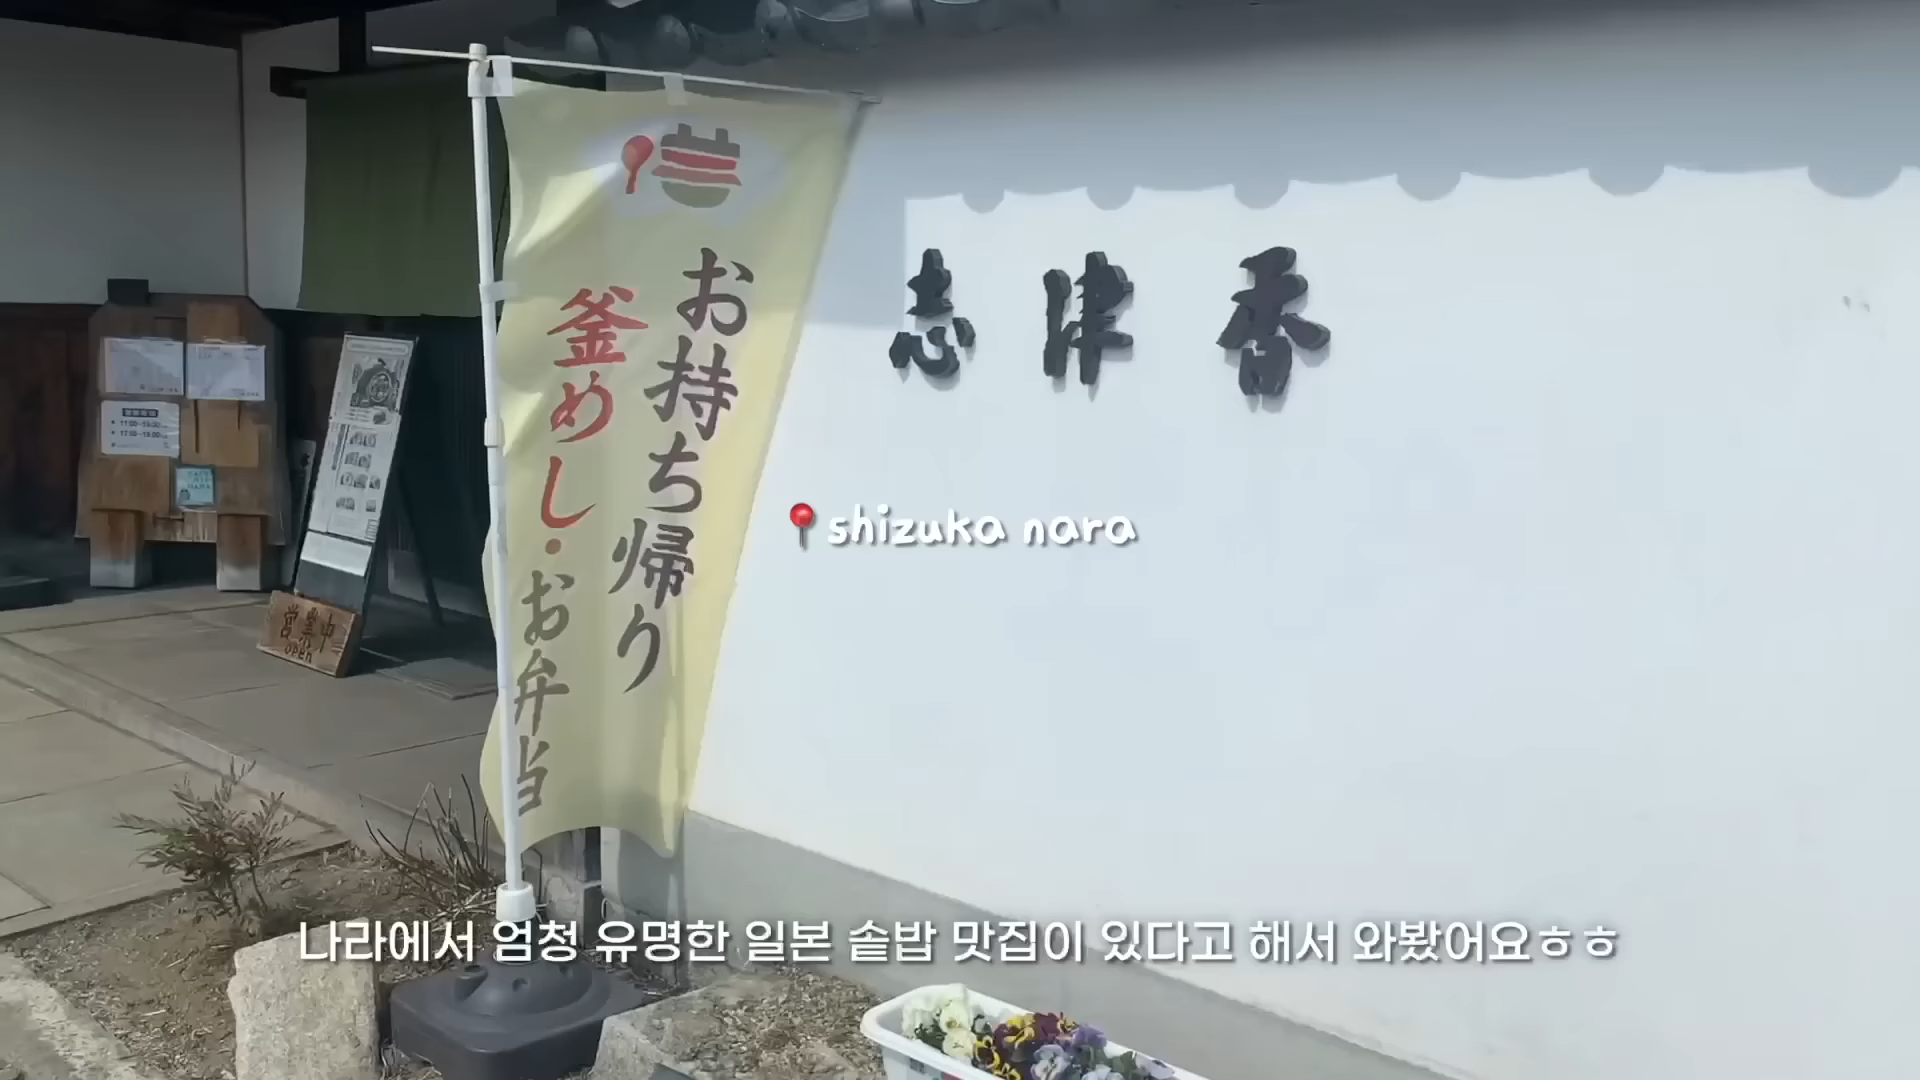 志津香
お持ち帰り
釜めし・お弁当
営業中
open
shizuka nara
나라에서 엄청 유명한 일본 솥밥 맛집이 있다고 해서 와봤어요ㅎㅎ